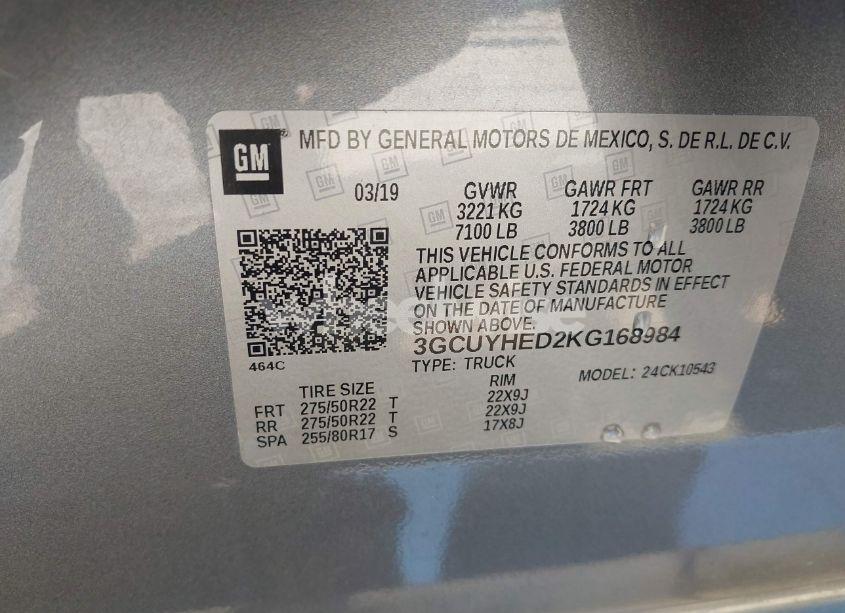 GM
MFD BY GENERAL MOTORS DE MEXICO, S. DE R.L. DE C.V.
03/19 GVWR GAWR FRT GAWR RR
3221 KG 1724 KG 1724 KG
7100 LB 3800 LB 3800 LB
THIS VEHICLE CONFORMS TO ALL
APPLICABLE U.S. FEDERAL MOTOR
VEHICLE SAFETY STANDARDS IN EFFECT
ON THE DATE OF MANUFACTURE
SHOWN ABOVE.
3GCUYHED2KG168984
464C TYPE: TRUCK MODEL: 24CK10543
TIRE SIZE RIM
FRT 275/50R22 T 22X9J
RR 275/50R22 T 22X9J
SPA 255/80R17 S 17X8J